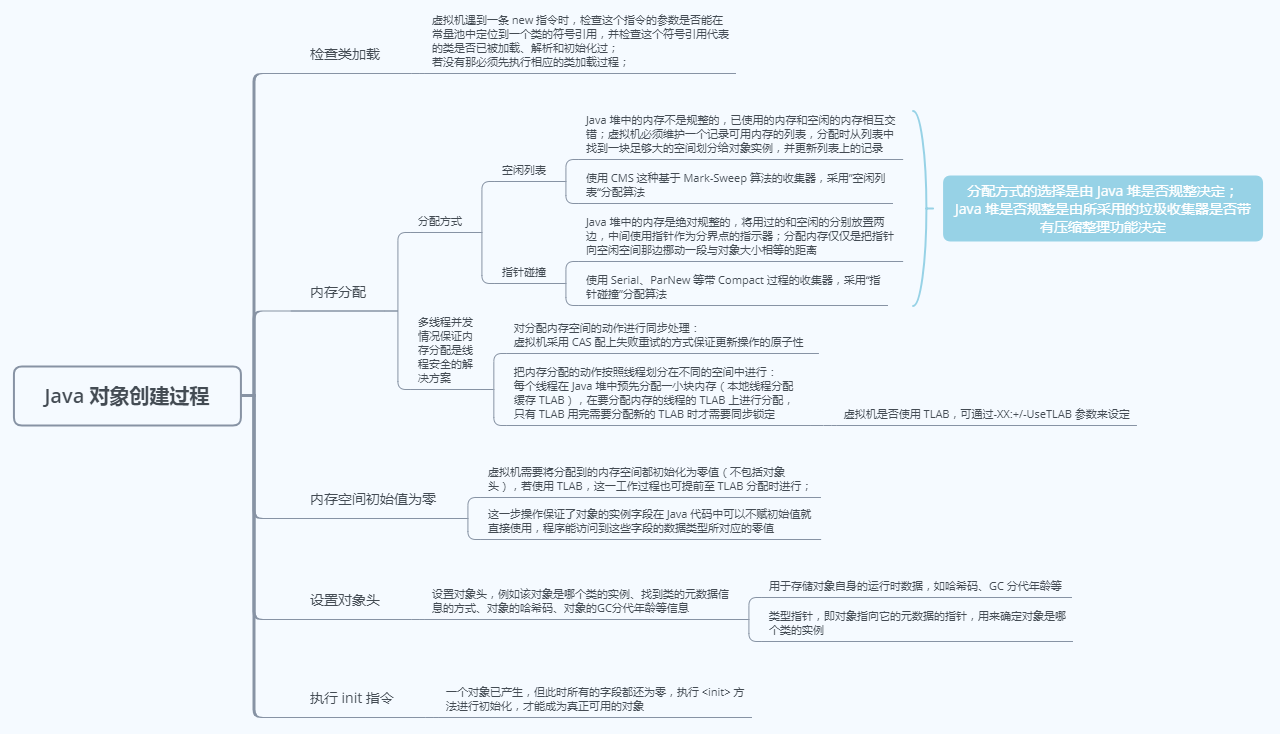 Java 对象创建过程
检查类加载
虚拟机遇到一条 new 指令时，检查这个指令的参数是否能在
常量池中定位到一个类的符号引用，并检查这个符号引用代表
的类是否已被加载、解析和初始化过；
若没有那必须先执行相应的类加载过程；
内存分配
分配方式
空闲列表
Java 堆中的内存不是规整的，已使用的内存和空闲的内存相互交
错；虚拟机必须维护一个记录可用内存的列表，分配时从列表中
找到一块足够大的空间划分给对象实例，并更新列表上的记录
使用 CMS 这种基于 Mark-Sweep 算法的收集器，采用"空闲列
表"分配算法
指针碰撞
Java 堆中的内存是绝对规整的，将用过的和空闲的分别放置两
边，中间使用指针作为分界点的指示器；分配内存仅仅是把指针
向空闲空间那边挪动一段与对象大小相等的距离
使用 Serial、ParNew 等带 Compact 过程的收集器，采用"指
针碰撞"分配算法
分配方式的选择是由 Java 堆是否规整决定；
Java 堆是否规整是由所采用的垃圾收集器是否带
有压缩整理功能决定
多线程并发
情况保证内
存分配是线
程安全的解
决方案
对分配内存空间的动作进行同步处理：
虚拟机采用 CAS 配上失败重试的方式保证更新操作的原子性
把内存分配的动作按照线程划分在不同的空间中进行：
每个线程在 Java 堆中预先分配一小块内存（本地线程分配
缓存 TLAB），在要分配内存的线程的 TLAB 上进行分配，
只有 TLAB 用完需要分配新的 TLAB 时才需要同步锁定
虚拟机是否使用 TLAB，可通过-XX:+/-UseTLAB 参数来设定
内存空间初始值为零
虚拟机需要将分配到的内存空间都初始化为零值（不包括对象
头），若使用 TLAB，这一工作过程也可提前至 TLAB 分配时进行；
这一步操作保证了对象的实例字段在 Java 代码中可以不赋初始值就
直接使用，程序能访问到这些字段的数据类型所对应的零值
设置对象头
设置对象头，例如该对象是哪个类的实例、找到类的元数据信
息的方式、对象的哈希码、对象的GC分代年龄等信息
用于存储对象自身的运行时数据，如哈希码、GC 分代年龄等
类型指针，即对象指向它的元数据的指针，用来确定对象是哪
个类的实例
执行 init 指令
一个对象已产生，但此时所有的字段都还为零，执行 <init> 方
法进行初始化，才能成为真正可用的对象